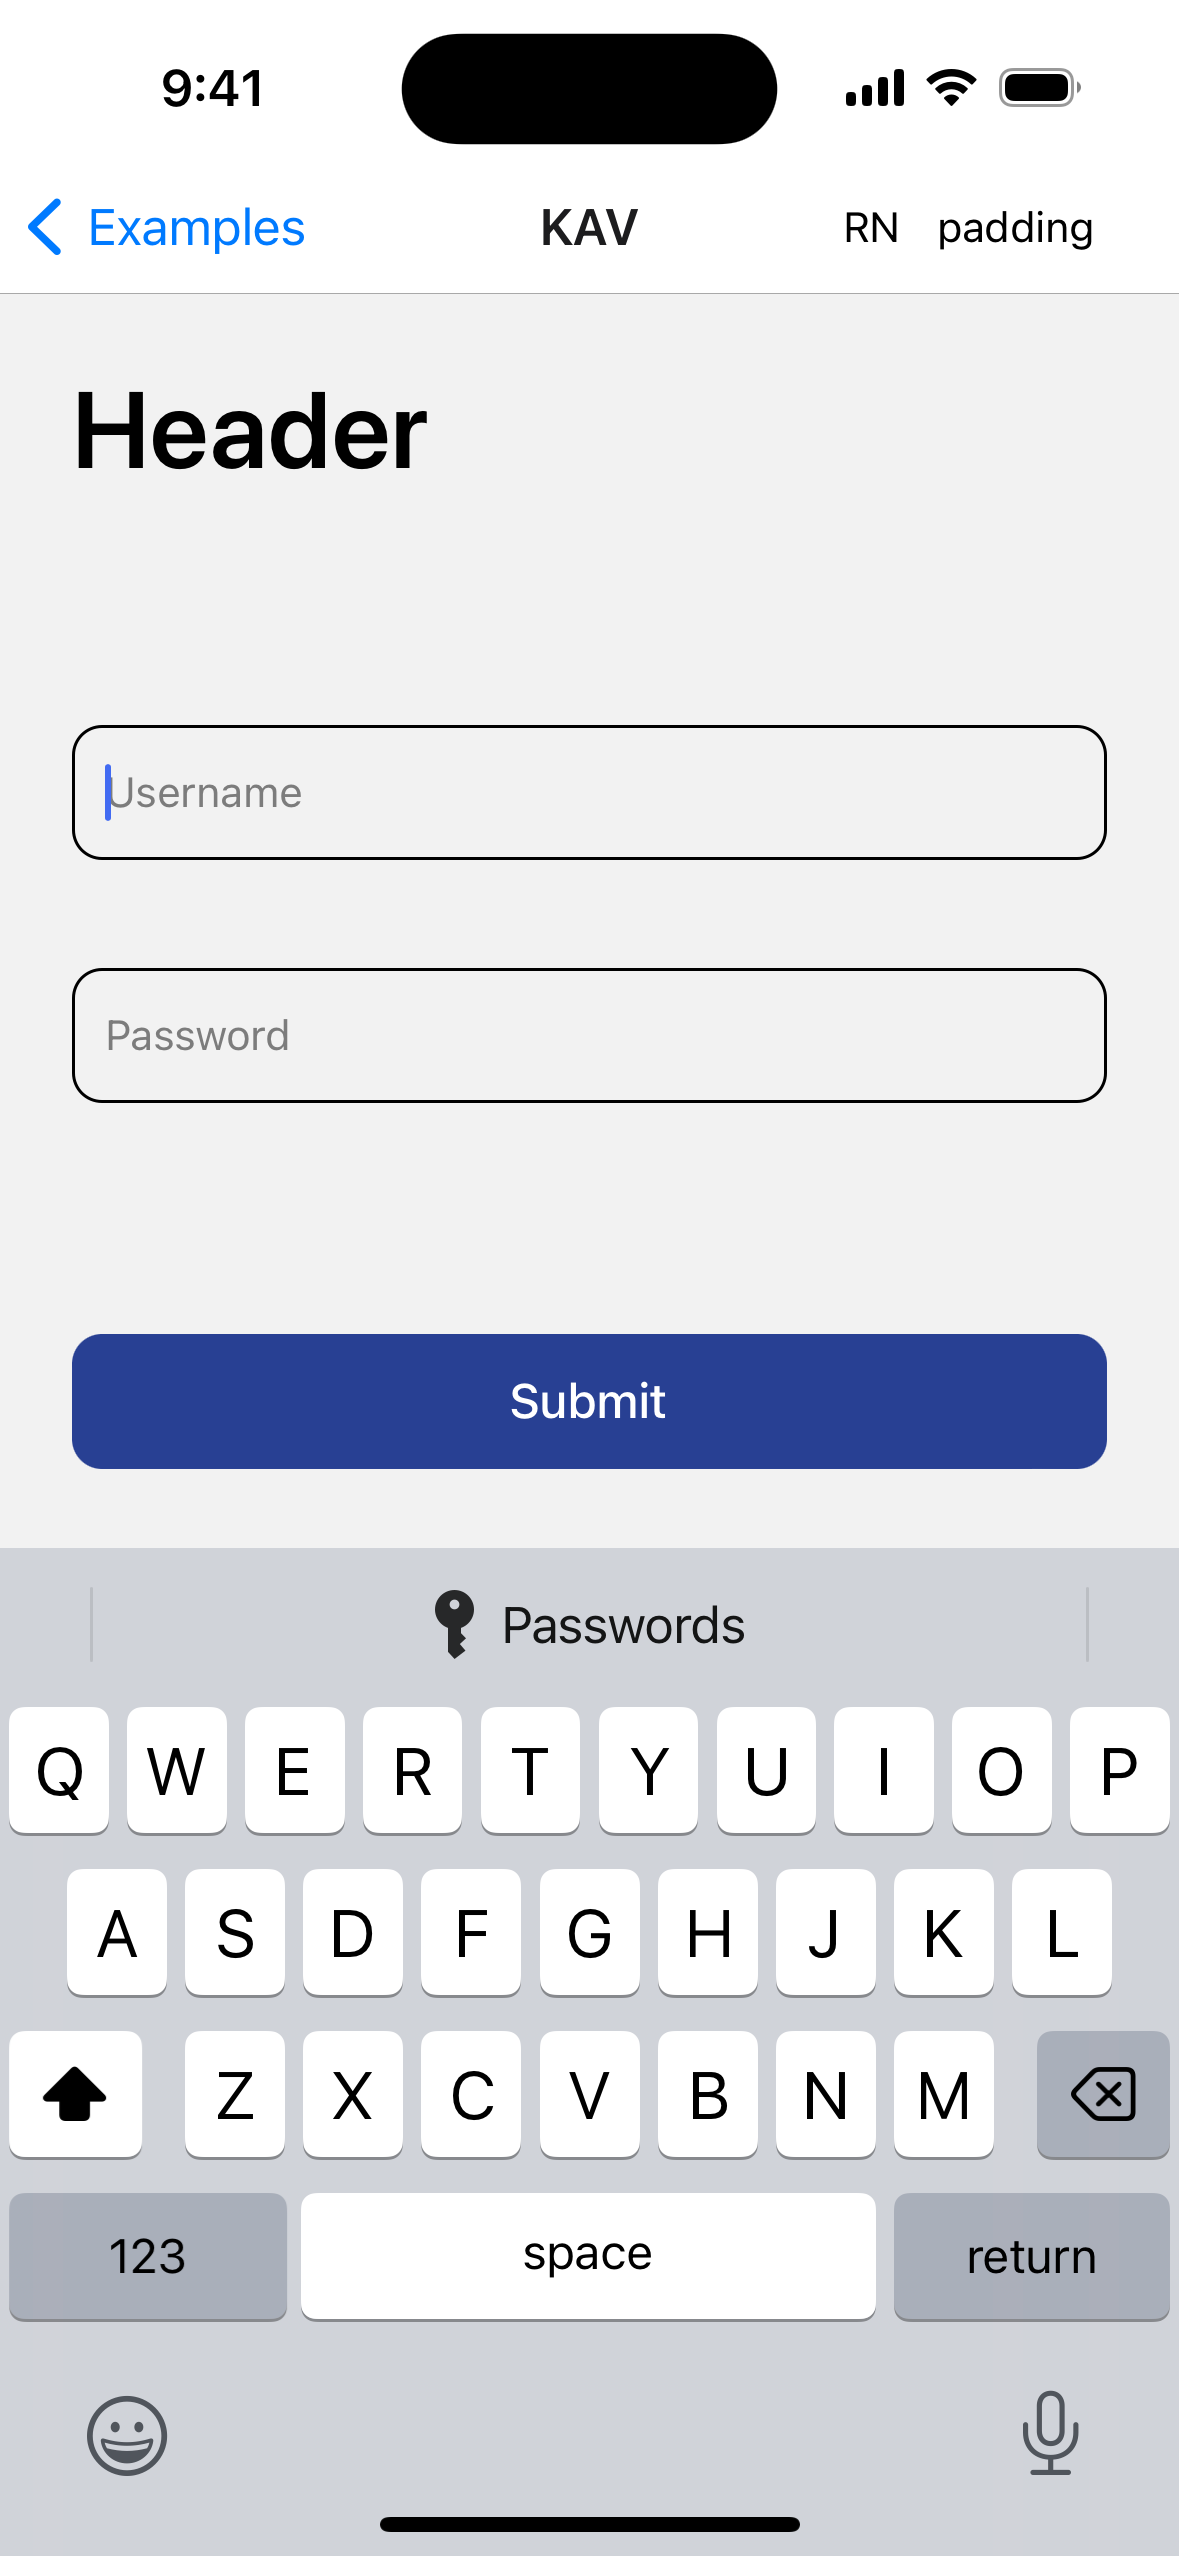 9:41
Examples KAV RN padding
Header
Username
Password
Submit
Passwords
Q W E R T Y U I O P
A S D F G H J K L
Z X C V B N M
123 space return